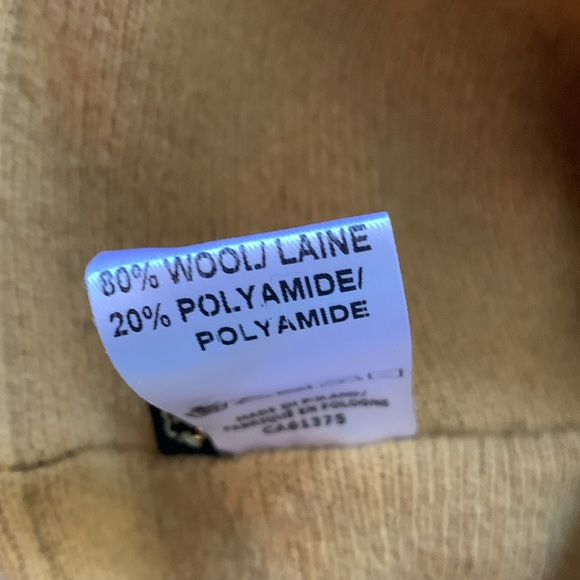 80% WOOL/ LAINE
20% POLYAMIDE/
POLYAMIDE
MADE IN POLAND/
FABRIQUÉ EN POLOGNE
CA61375